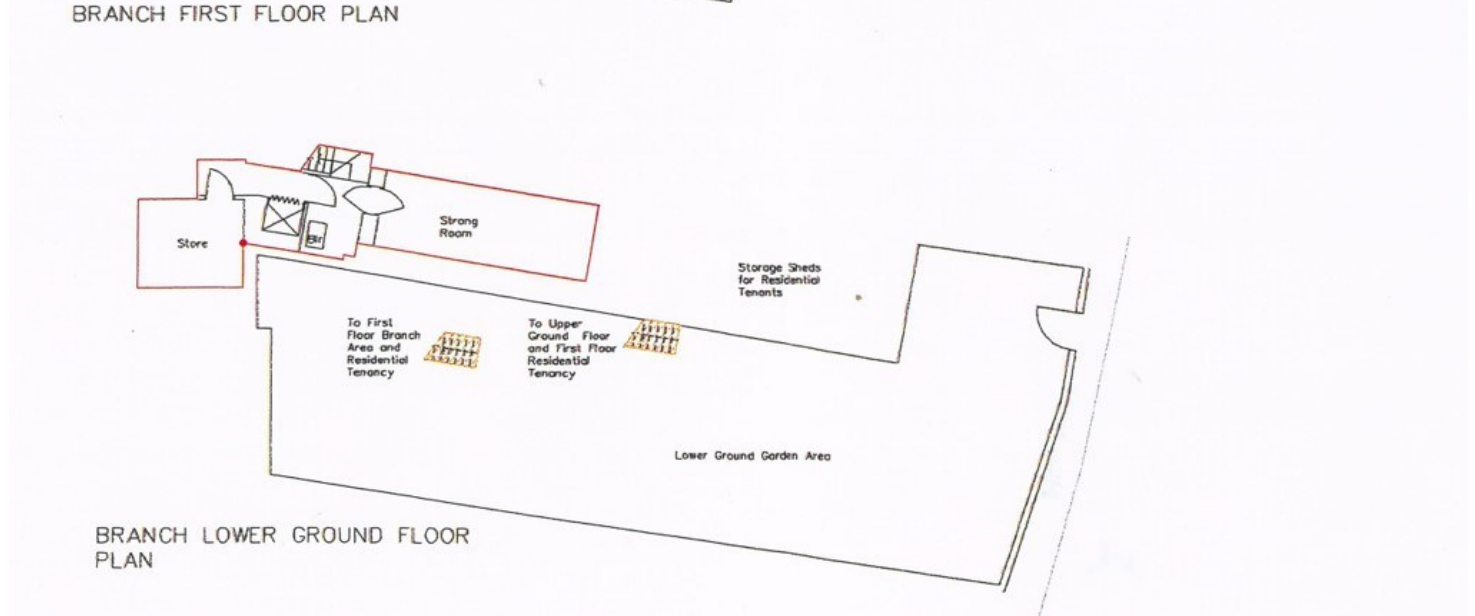 BRANCH FIRST FLOOR PLAN
Strong
Room
Store
Blr
Storage Sheds
for Residential
Tenants
To First
Floor Branch
Area and
Residential
Tenancy
To Upper
Ground Floor
and First Floor
Residential
Tenancy
Lower Ground Garden Area
BRANCH LOWER GROUND FLOOR
PLAN